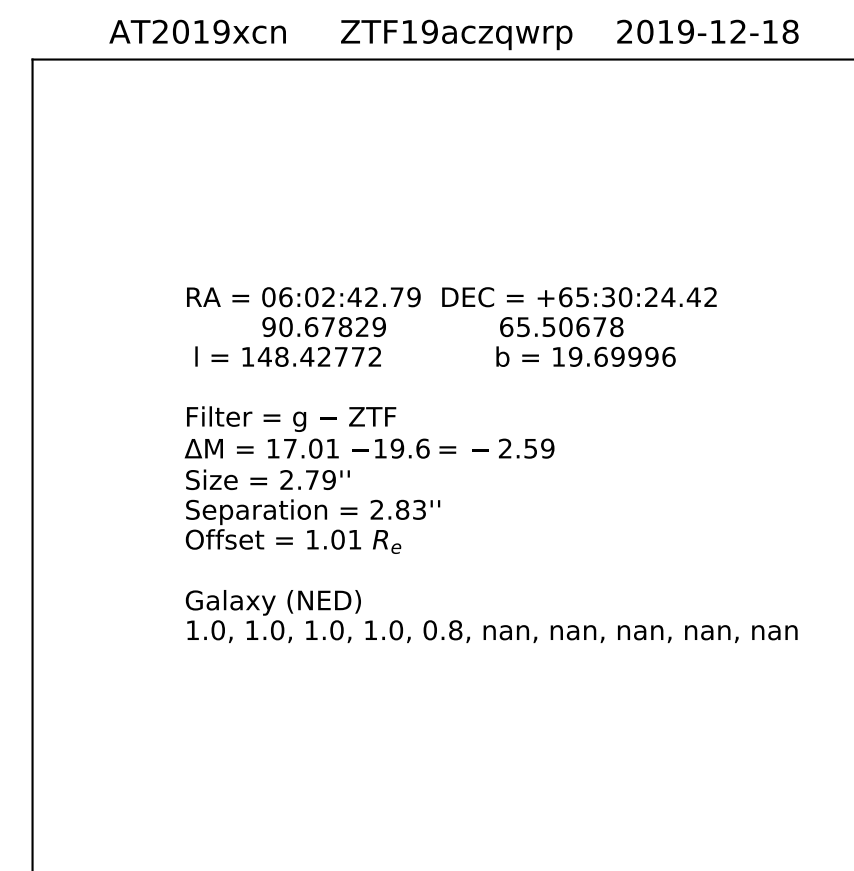 AT2019xcn ZTF19aczqwrp 2019-12-18
RA = 06:02:42.79 DEC = +65:30:24.42
90.67829 65.50678
l = 148.42772 b = 19.69996
Filter = g − ZTF
ΔM = 17.01 −19.6 = − 2.59
Size = 2.79''
Separation = 2.83''
Offset = 1.01 Rₑ
Galaxy (NED)
1.0, 1.0, 1.0, 1.0, 0.8, nan, nan, nan, nan, nan